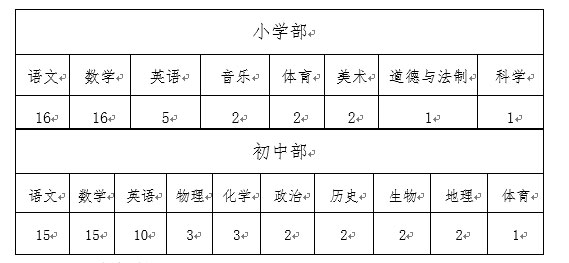 小学部
语文 数学 英语 音乐 体育 美术 道德与法制 科学
16 16 5 2 2 2 1 1
初中部
语文 数学 英语 物理 化学 政治 历史 生物 地理 体育
15 15 10 3 3 2 2 2 2 1